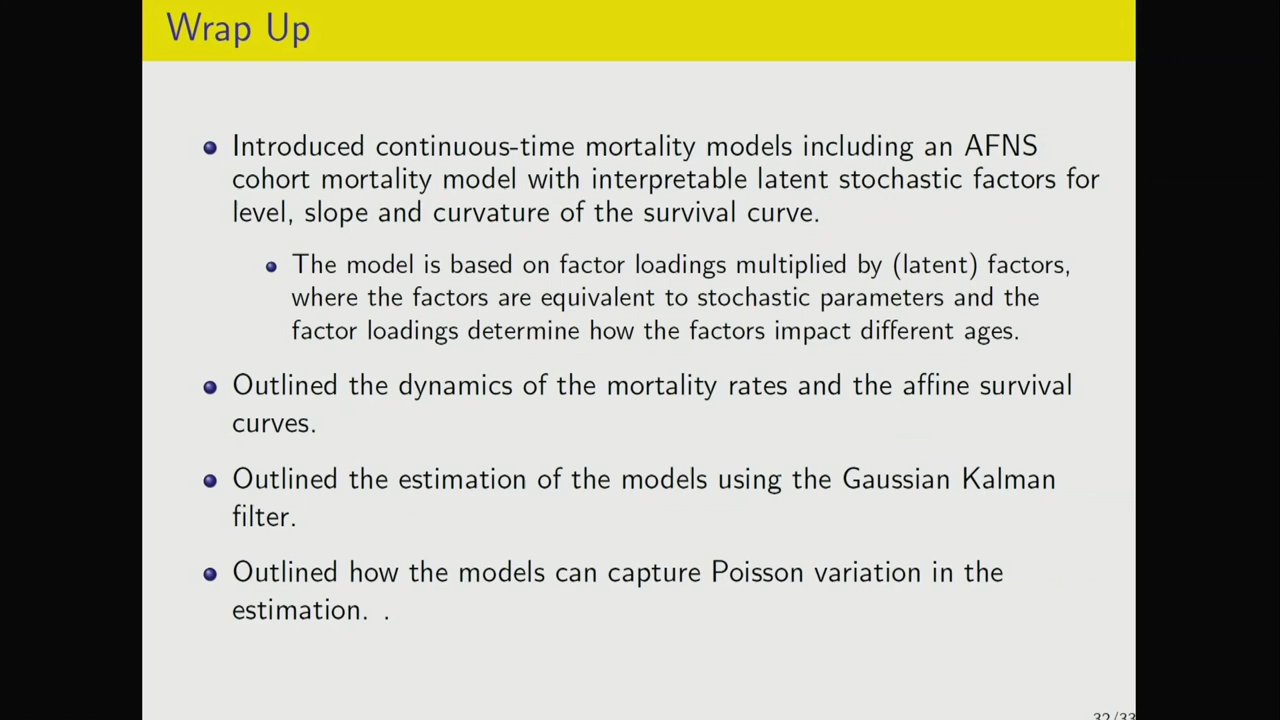 Wrap Up
Introduced continuous-time mortality models including an AFNS
cohort mortality model with interpretable latent stochastic factors for
level, slope and curvature of the survival curve.
The model is based on factor loadings multiplied by (latent) factors,
where the factors are equivalent to stochastic parameters and the
factor loadings determine how the factors impact different ages.
Outlined the dynamics of the mortality rates and the affine survival
curves.
Outlined the estimation of the models using the Gaussian Kalman
filter.
Outlined how the models can capture Poisson variation in the
estimation. .
32/33